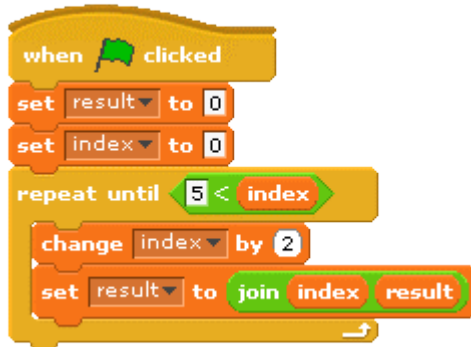 when clicked
set result to 0
set index to 0
repeat until 5 < index
change index by 2
set result to join index result